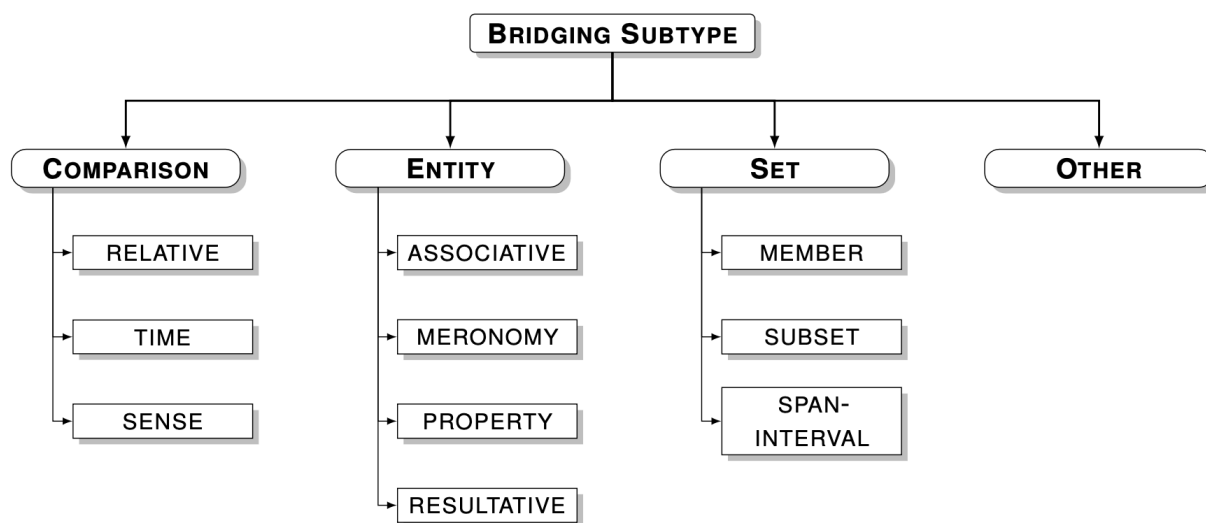 BRIDGING SUBTYPE
COMPARISON
ENTITY
SET
OTHER
RELATIVE
TIME
SENSE
ASSOCIATIVE
MERONOMY
PROPERTY
RESULTATIVE
MEMBER
SUBSET
SPAN-
INTERVAL